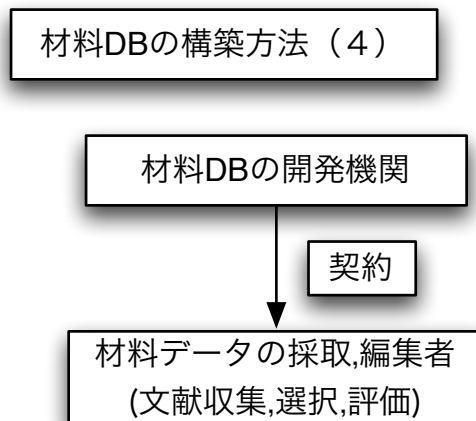 材料DBの構築方法（４）
材料DBの開発機関
契約
材料データの採取,編集者
(文献収集,選択,評価)